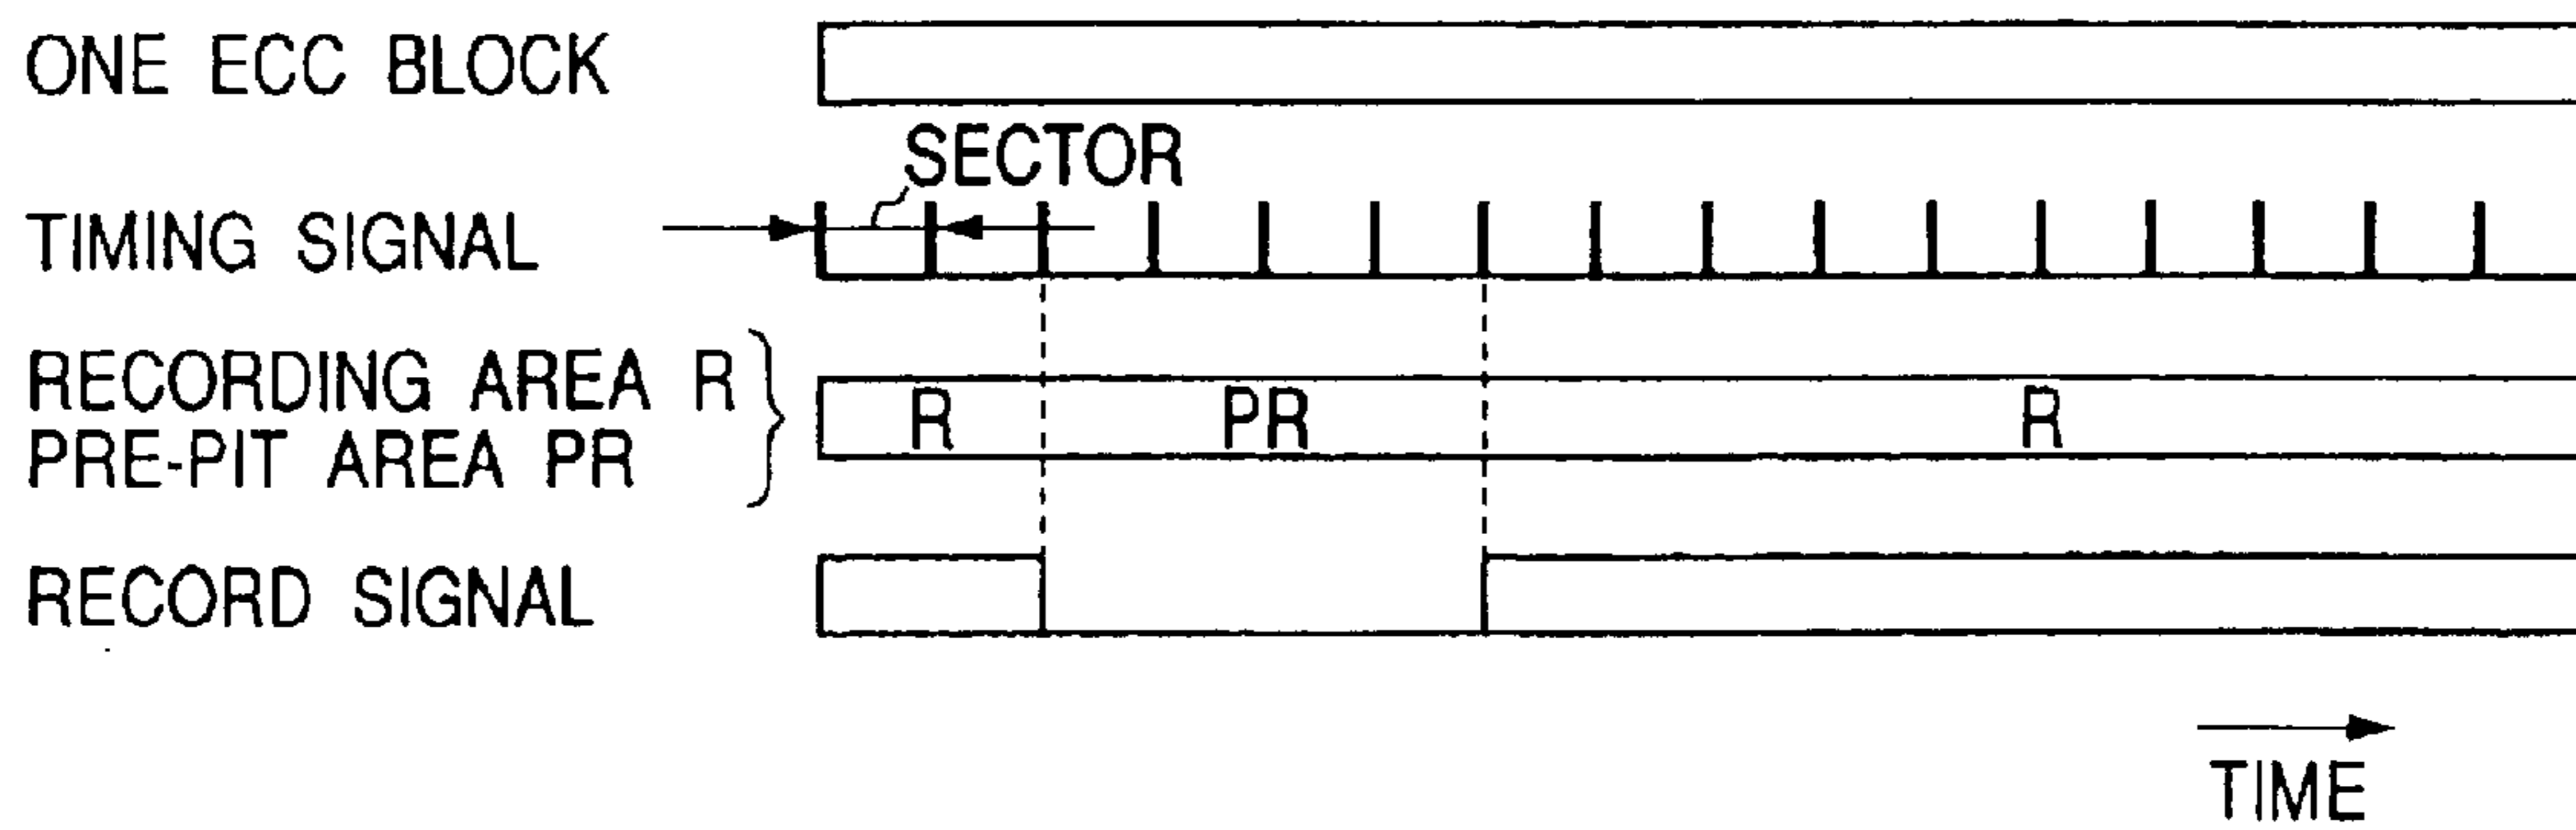 ONE ECC BLOCK
SECTOR
TIMING SIGNAL
RECORDING AREA R
PRE-PIT AREA PR
R
PR
R
RECORD SIGNAL
TIME